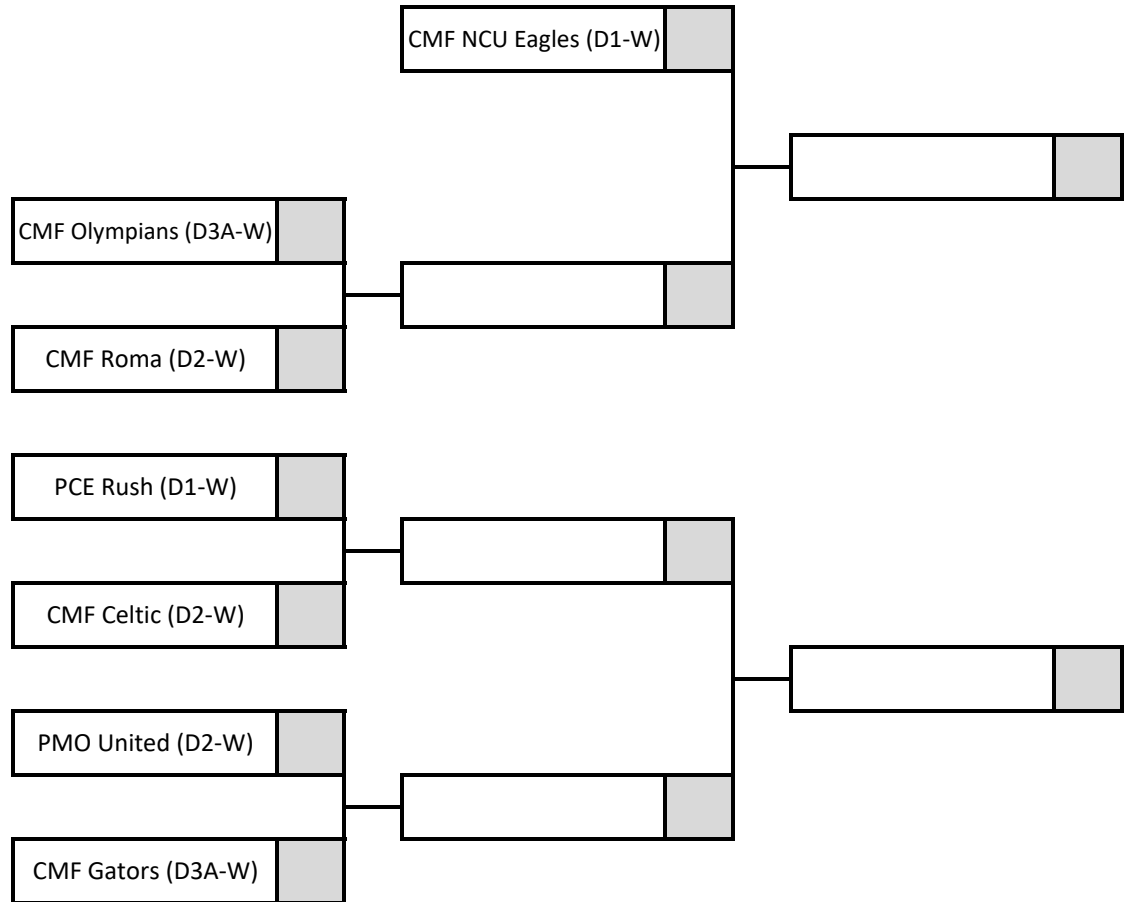 CMF NCU Eagles (D1-W)
CMF Olympians (D3A-W)
CMF Roma (D2-W)
PCE Rush (D1-W)
CMF Celtic (D2-W)
PMO United (D2-W)
CMF Gators (D3A-W)